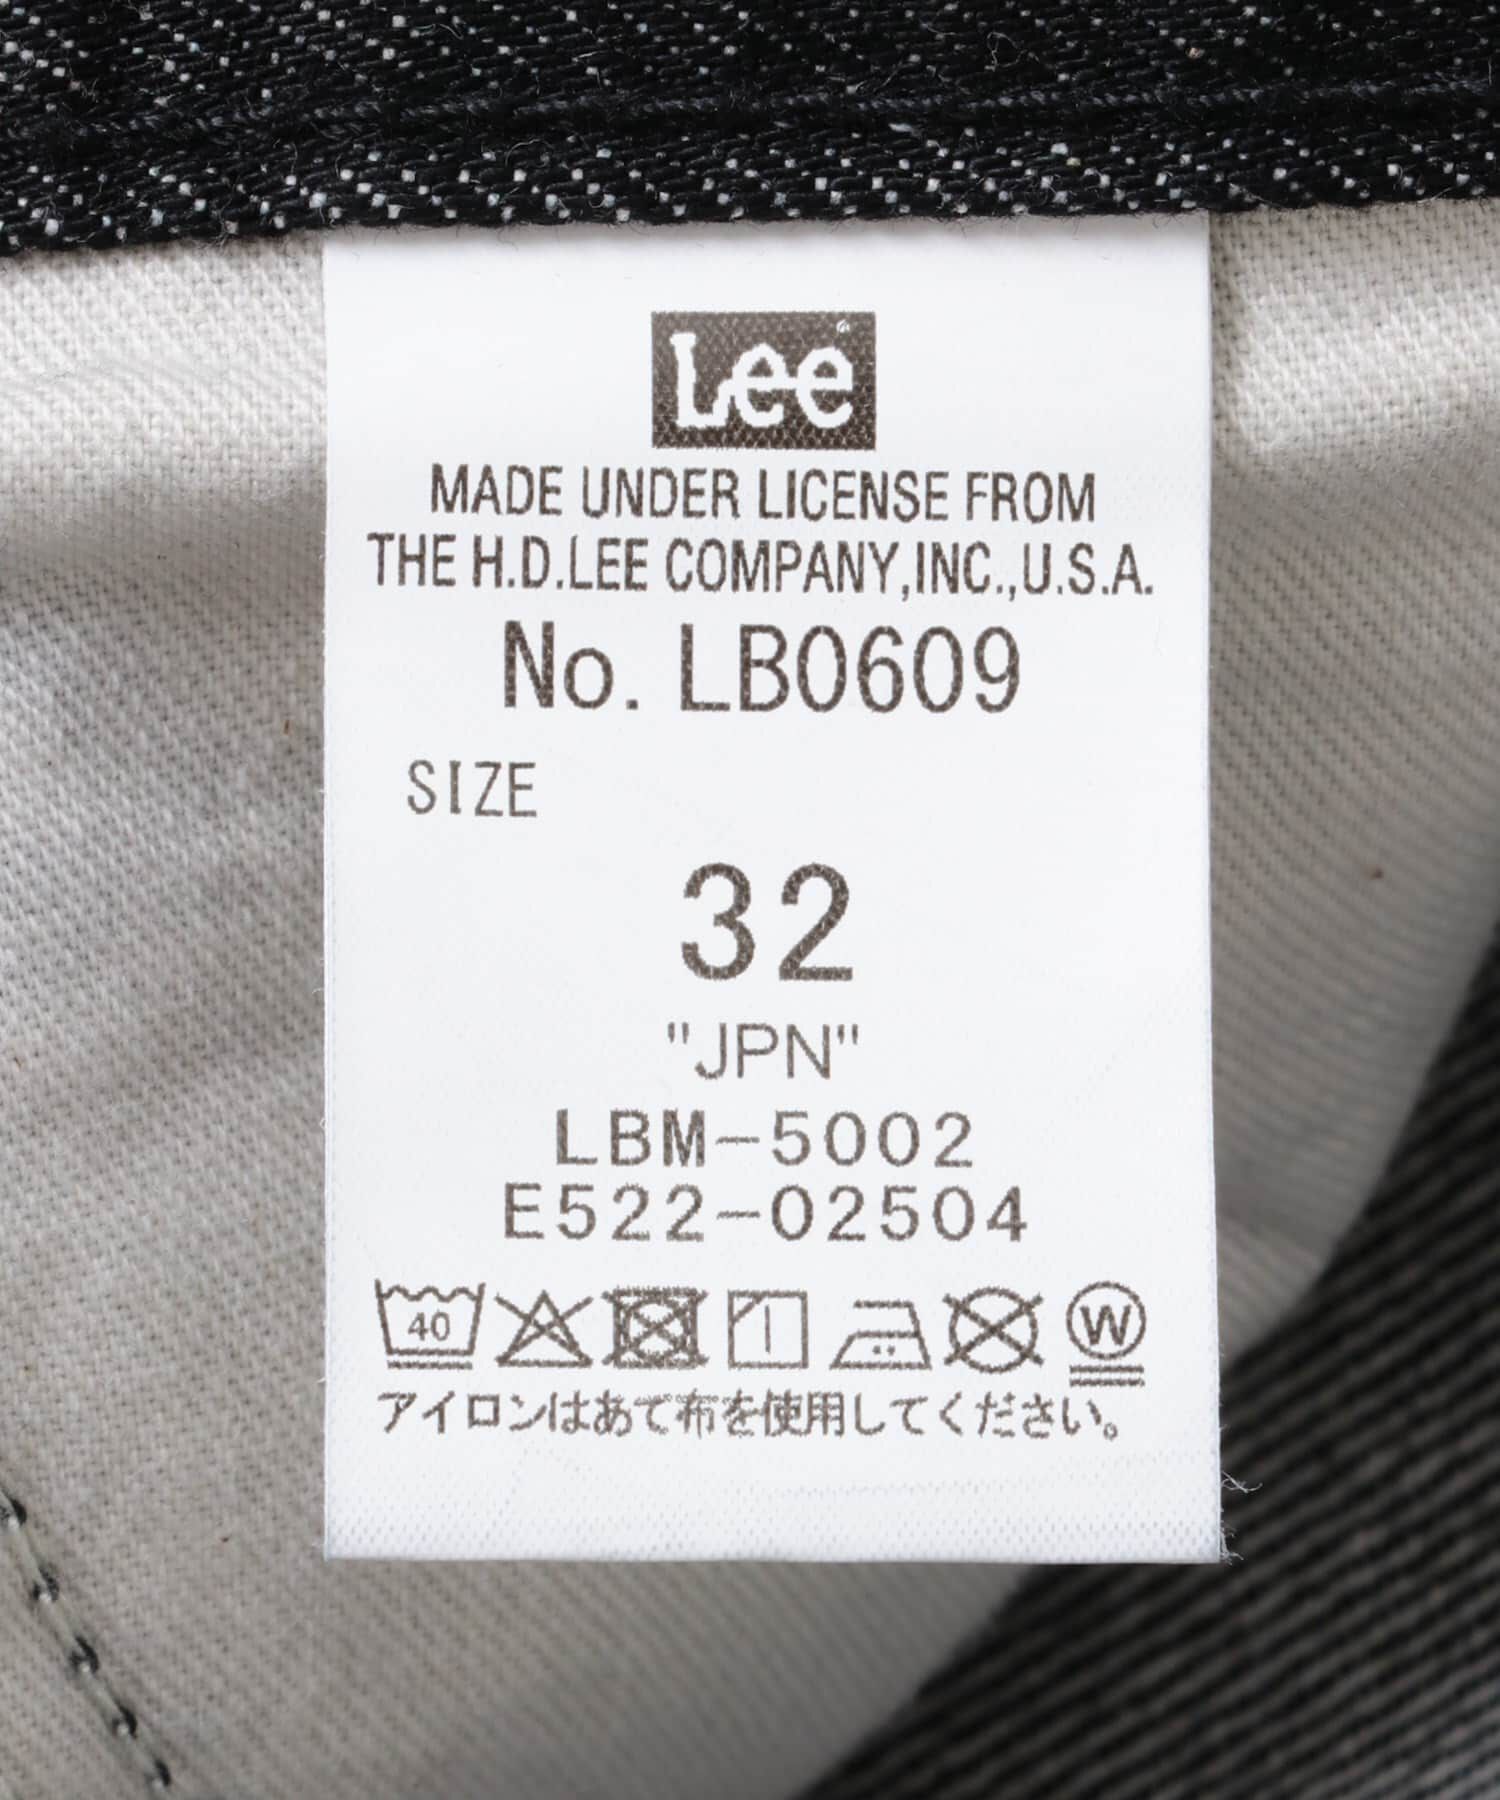 Lee®
MADE UNDER LICENSE FROM
THE H.D.LEE COMPANY,INC.,U.S.A.
No. LB0609
SIZE
32
"JPN"
LBM-5002
E522-02504
40 W
アイロンはあて布を使用してください。